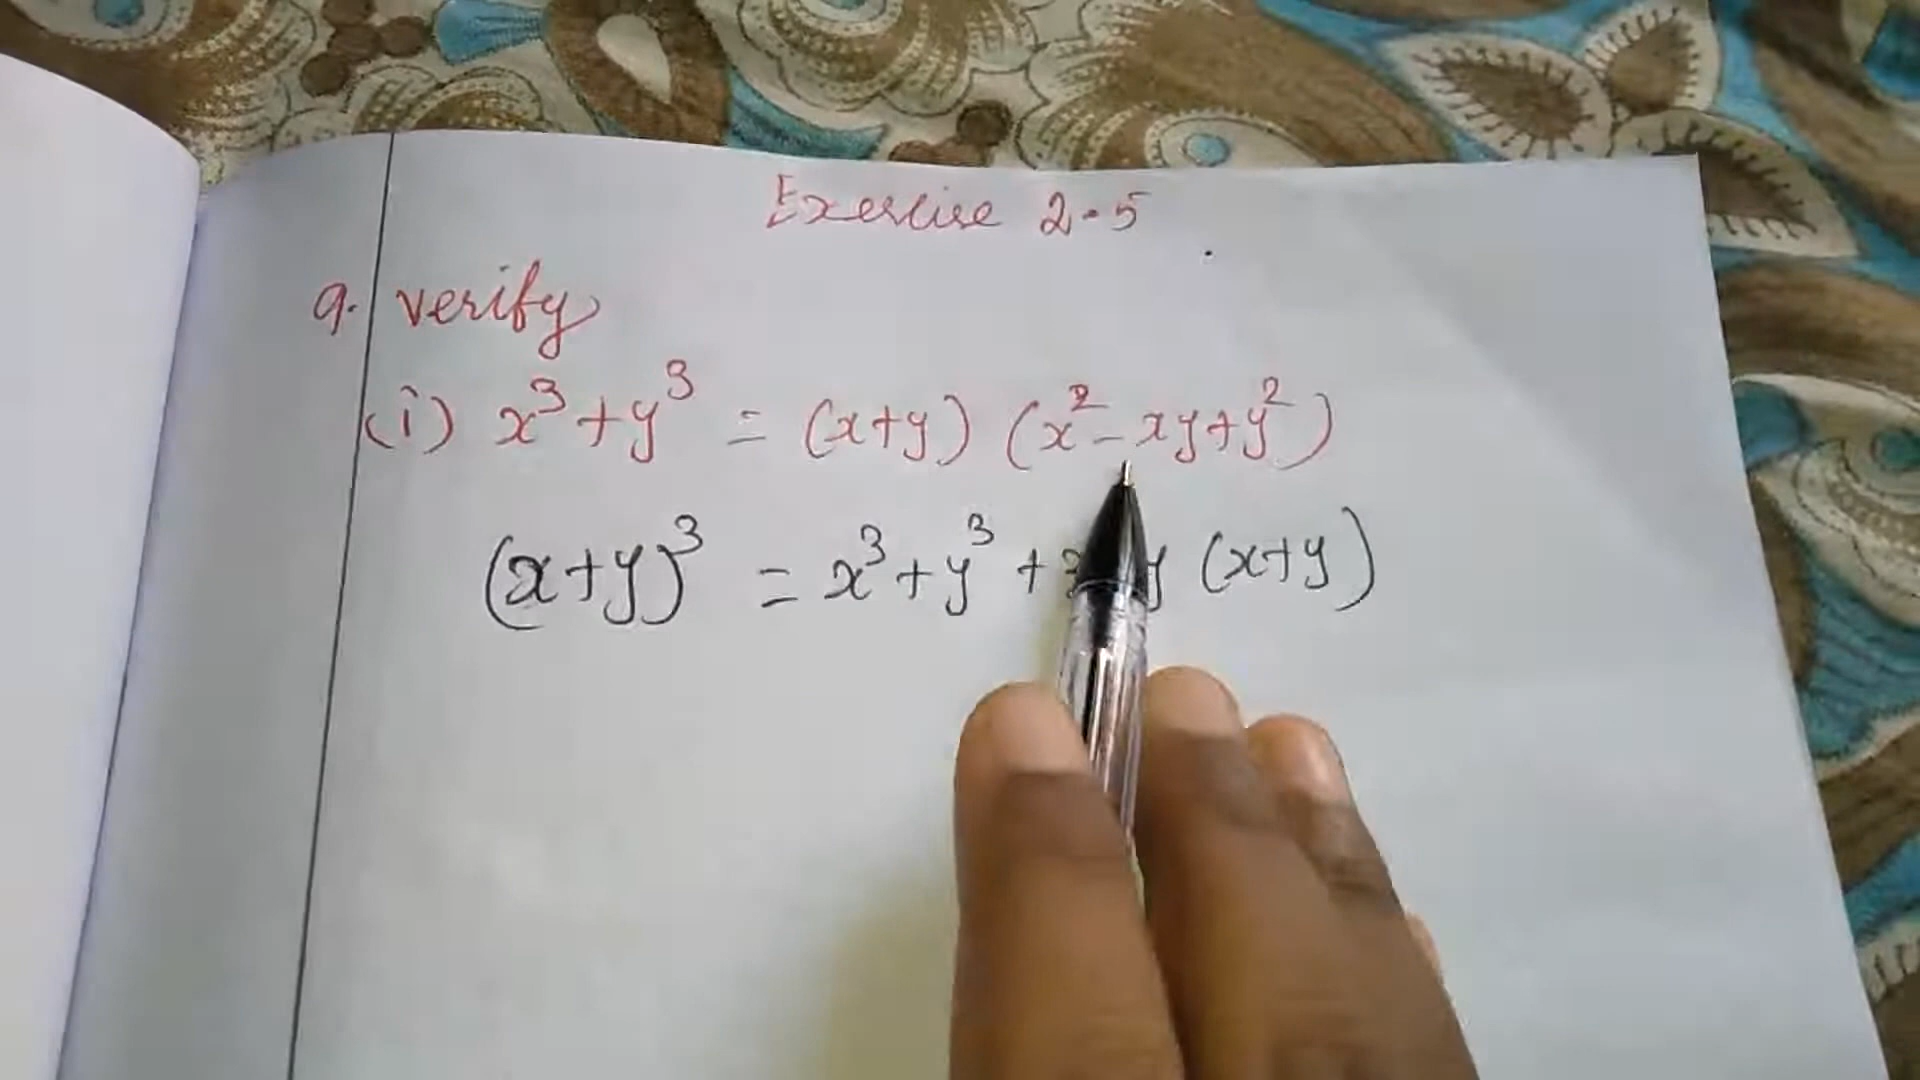 Exercise 2.5
9. verify
(i) x³+y³ = (x+y) (x²-xy+y²)
(x+y)³ = x³+y³ + y (x+y)